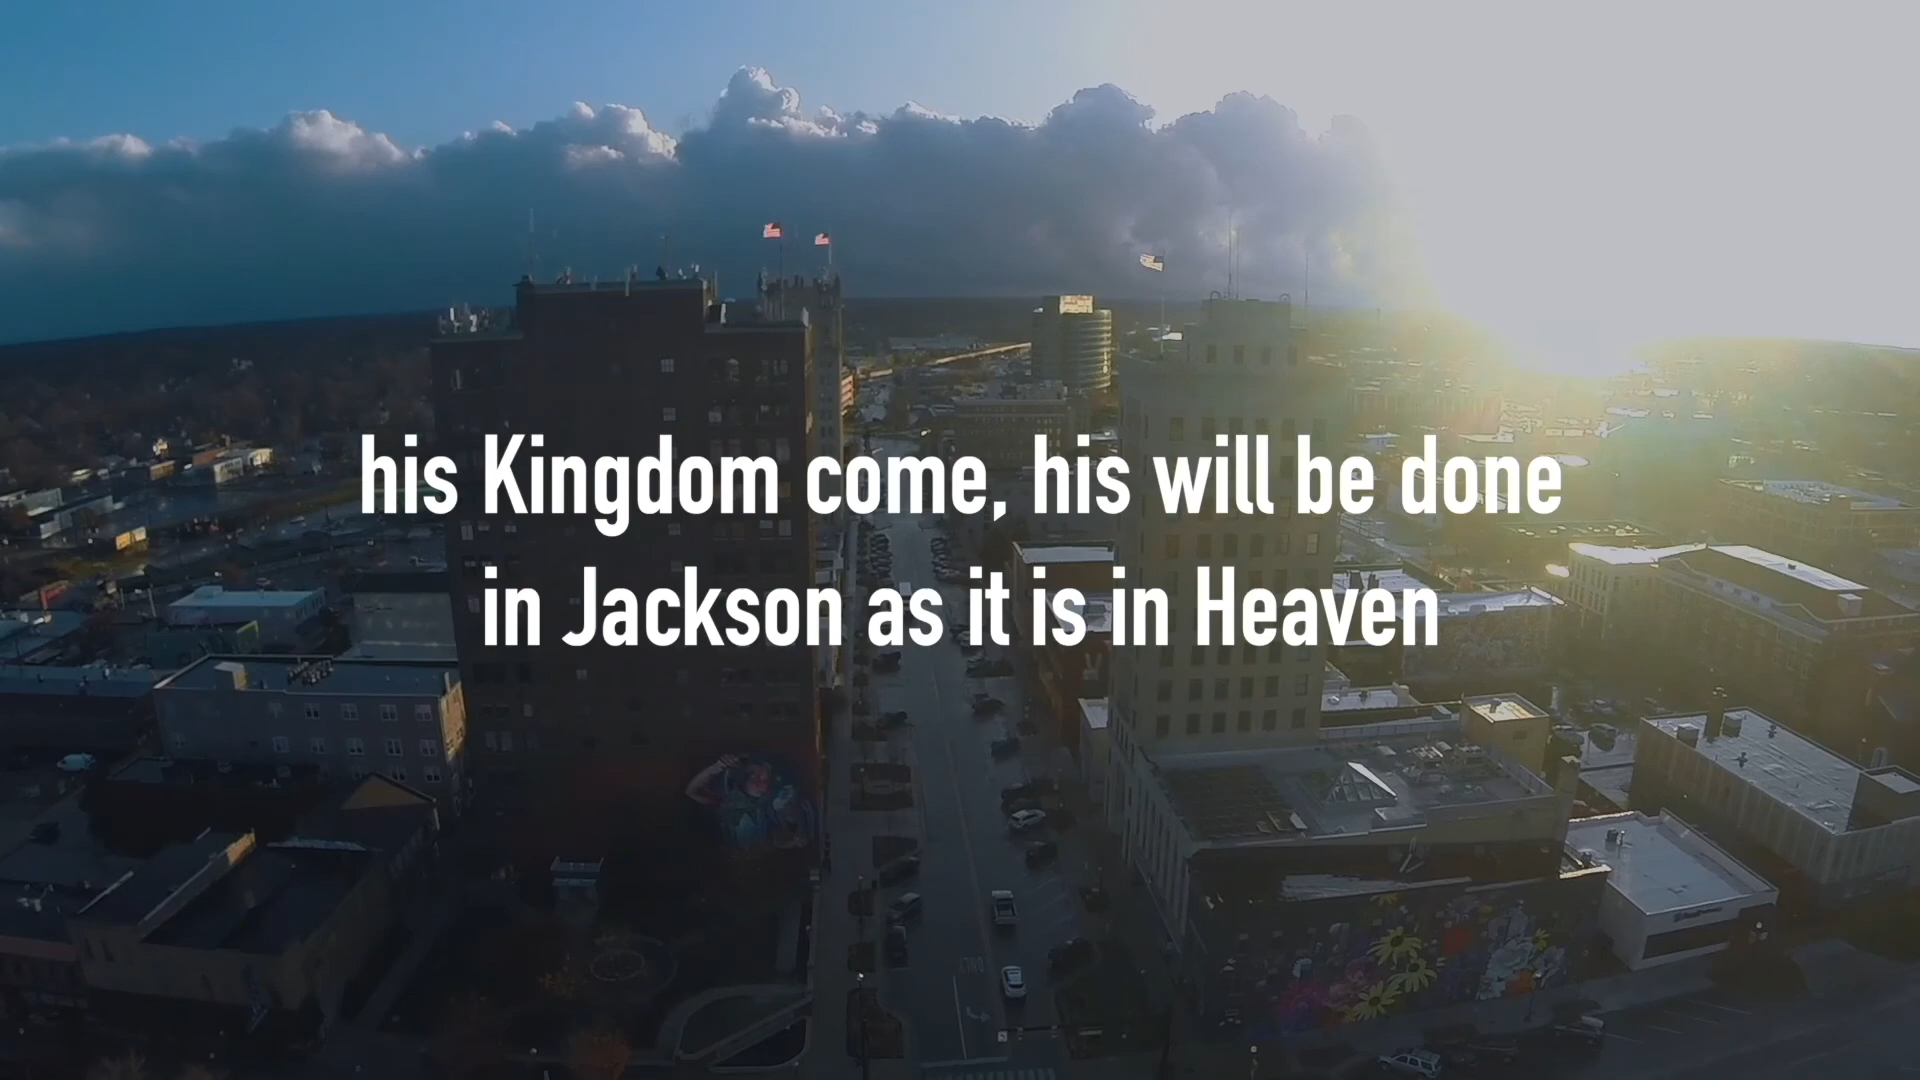 his Kingdom come, his will be done
in Jackson as it is in Heaven